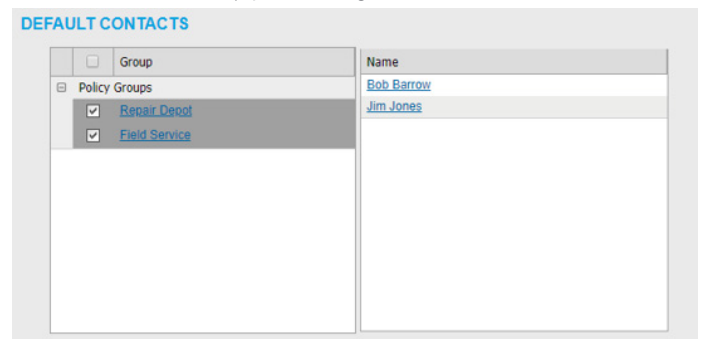 DEFAULT CONTACTS
Group
Name
Policy Groups
Bob Barrow
Repair Depot
Jim Jones
Field Service